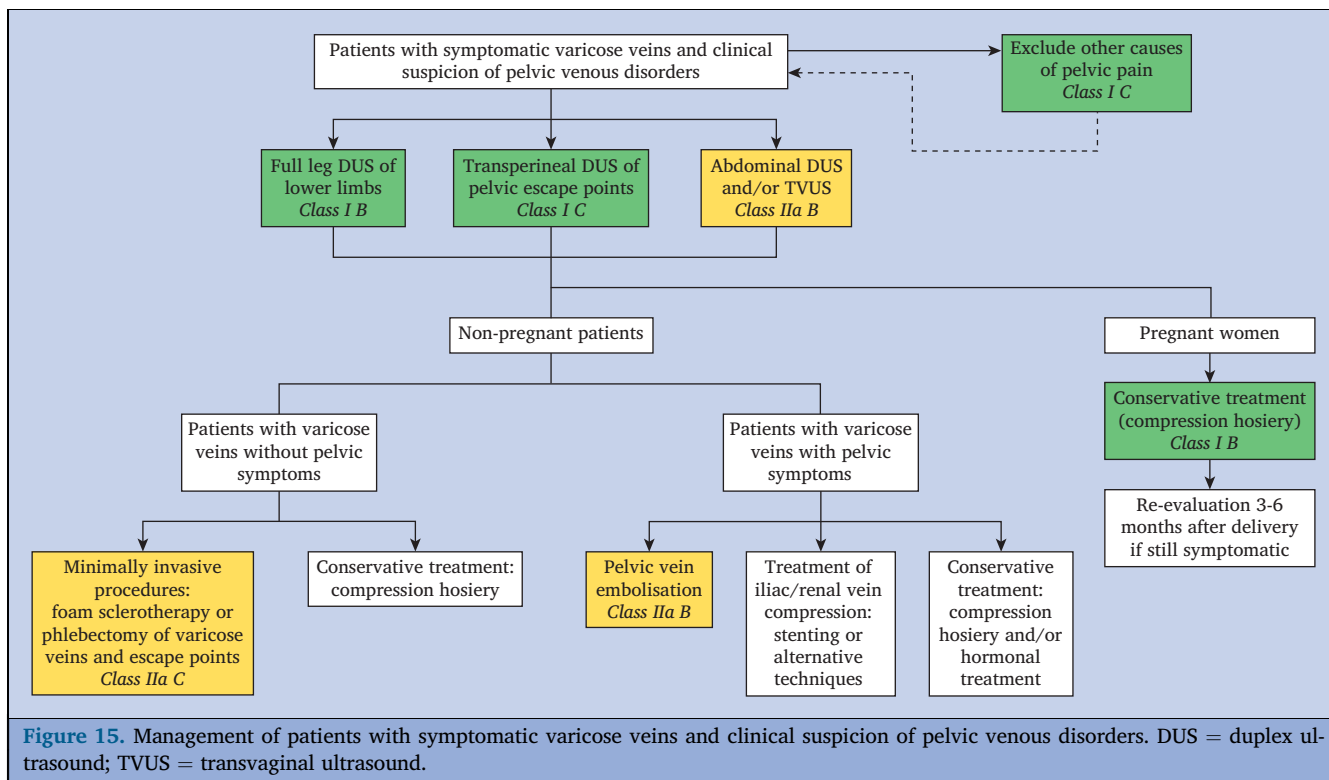 Patients with symptomatic varicose veins and clinical
suspicion of pelvic venous disorders
Exclude other causes
of pelvic pain
Class I C
Full leg DUS of
lower limbs
Class I B
Transperineal DUS of
pelvic escape points
Class I C
Abdominal DUS
and/or TVUS
Class IIa B
Non-pregnant patients
Pregnant women
Patients with varicose
veins without pelvic
symptoms
Patients with varicose
veins with pelvic
symptoms
Conservative treatment
(compression hosiery)
Class I B
Re-evaluation 3-6
months after delivery
if still symptomatic
Minimally invasive
procedures:
foam sclerotherapy or
phlebectomy of varicose
veins and escape points
Class IIa C
Conservative treatment:
compression hosiery
Pelvic vein
embolisation
Class IIa B
Treatment of
iliac/renal vein
compression:
stenting or
alternative
techniques
Conservative
treatment:
compression
hosiery and/or
hormonal
treatment
Figure 15. Management of patients with symptomatic varicose veins and clinical suspicion of pelvic venous disorders. DUS = duplex ul-
trasound; TVUS = transvaginal ultrasound.